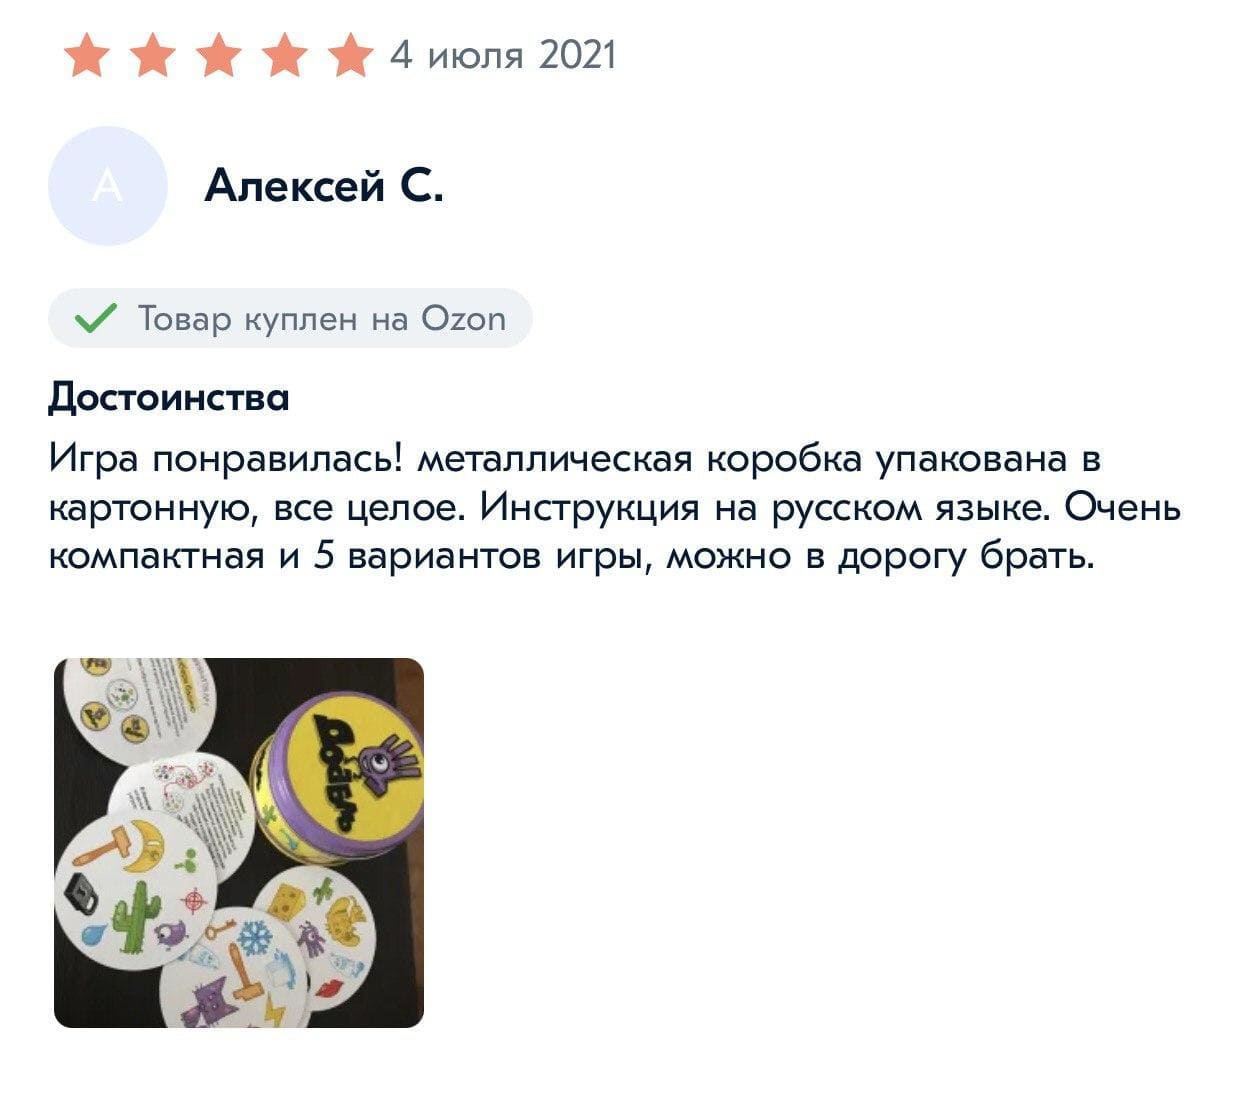 4 июля 2021
А
Алексей С.
Товар куплен на Ozon
Достоинства
Игра понравилась! металлическая коробка упакована в
картонную, все целое. Инструкция на русском языке. Очень
компактная и 5 вариантов игры, можно в дорогу брать.
ДОББЛЬ